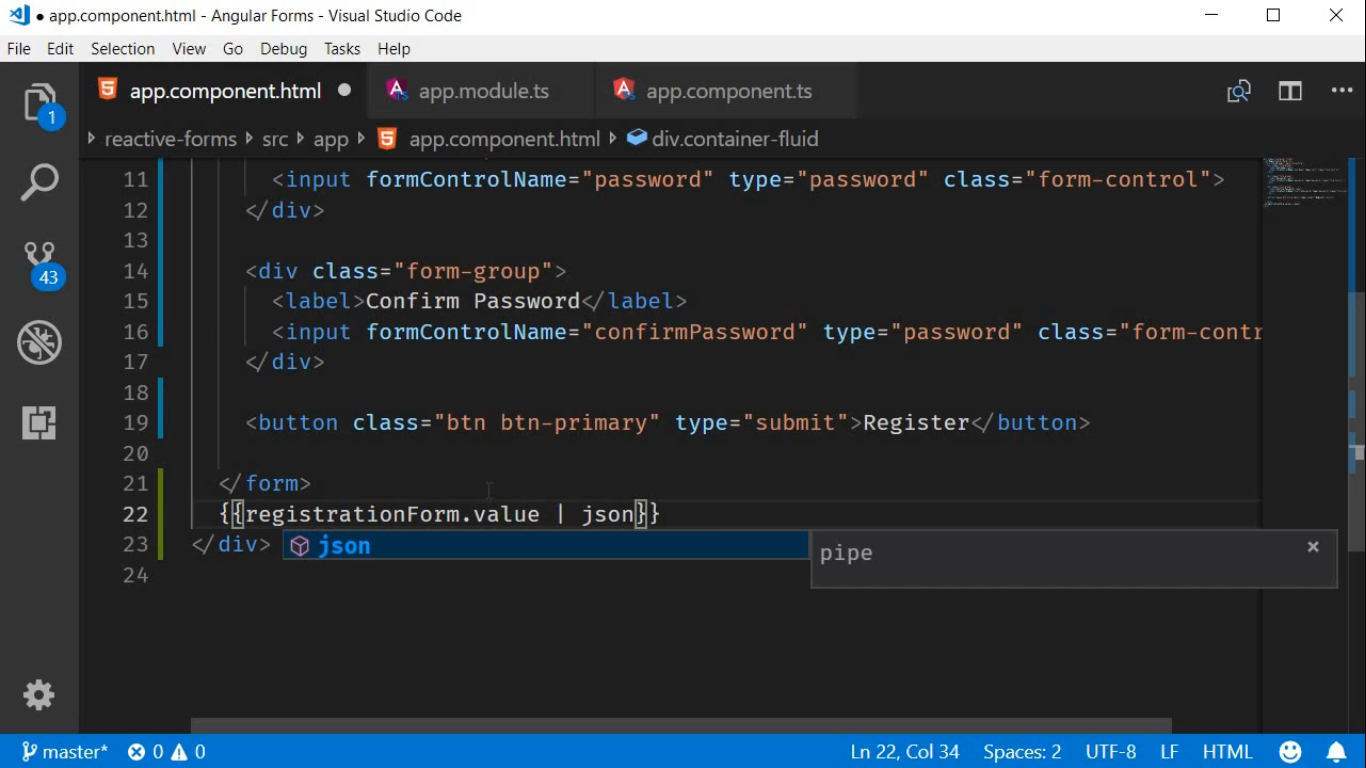 ● app.component.html - Angular Forms - Visual Studio Code
File Edit Selection View Go Debug Tasks Help
app.component.html ● app.module.ts app.component.ts
1
reactive-forms src app app.component.html div.container-fluid
11 <input formControlName="password" type="password" class="form-control">
12 </div>
13
14 <div class="form-group">
15 <label>Confirm Password</label>
16 <input formControlName="confirmPassword" type="password" class="form-contr
17 </div>
18
19 <button class="btn btn-primary" type="submit">Register</button>
20
21 </form>
22 {{registrationForm.value | json}}
23 </div>
json
pipe ×
24
43
master* 0 0 Ln 22, Col 34 Spaces: 2 UTF-8 LF HTML